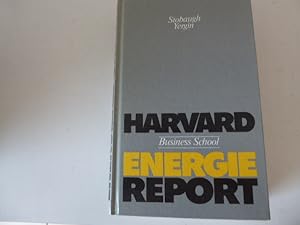 Stobaugh
Yergin
HARVARD
Business School
ENERGIE
REPORT